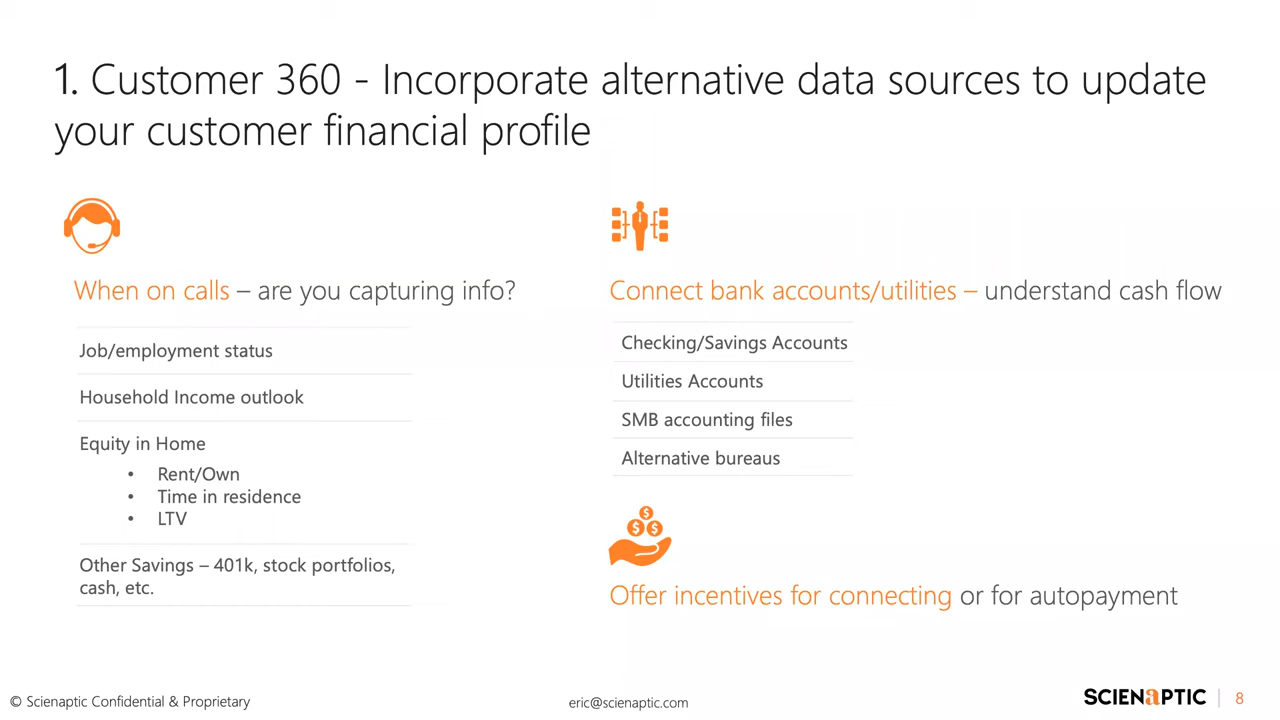 1. Customer 360 - Incorporate alternative data sources to update
your customer financial profile
When on calls – are you capturing info?
Job/employment status
Household Income outlook
Equity in Home
• Rent/Own
• Time in residence
• LTV
Other Savings – 401k, stock portfolios,
cash, etc.
Connect bank accounts/utilities – understand cash flow
Checking/Savings Accounts
Utilities Accounts
SMB accounting files
Alternative bureaus
Offer incentives for connecting or for autopayment
© Scienaptic Confidential & Proprietary
eric@scienaptic.com
SCIENAPTIC | 8